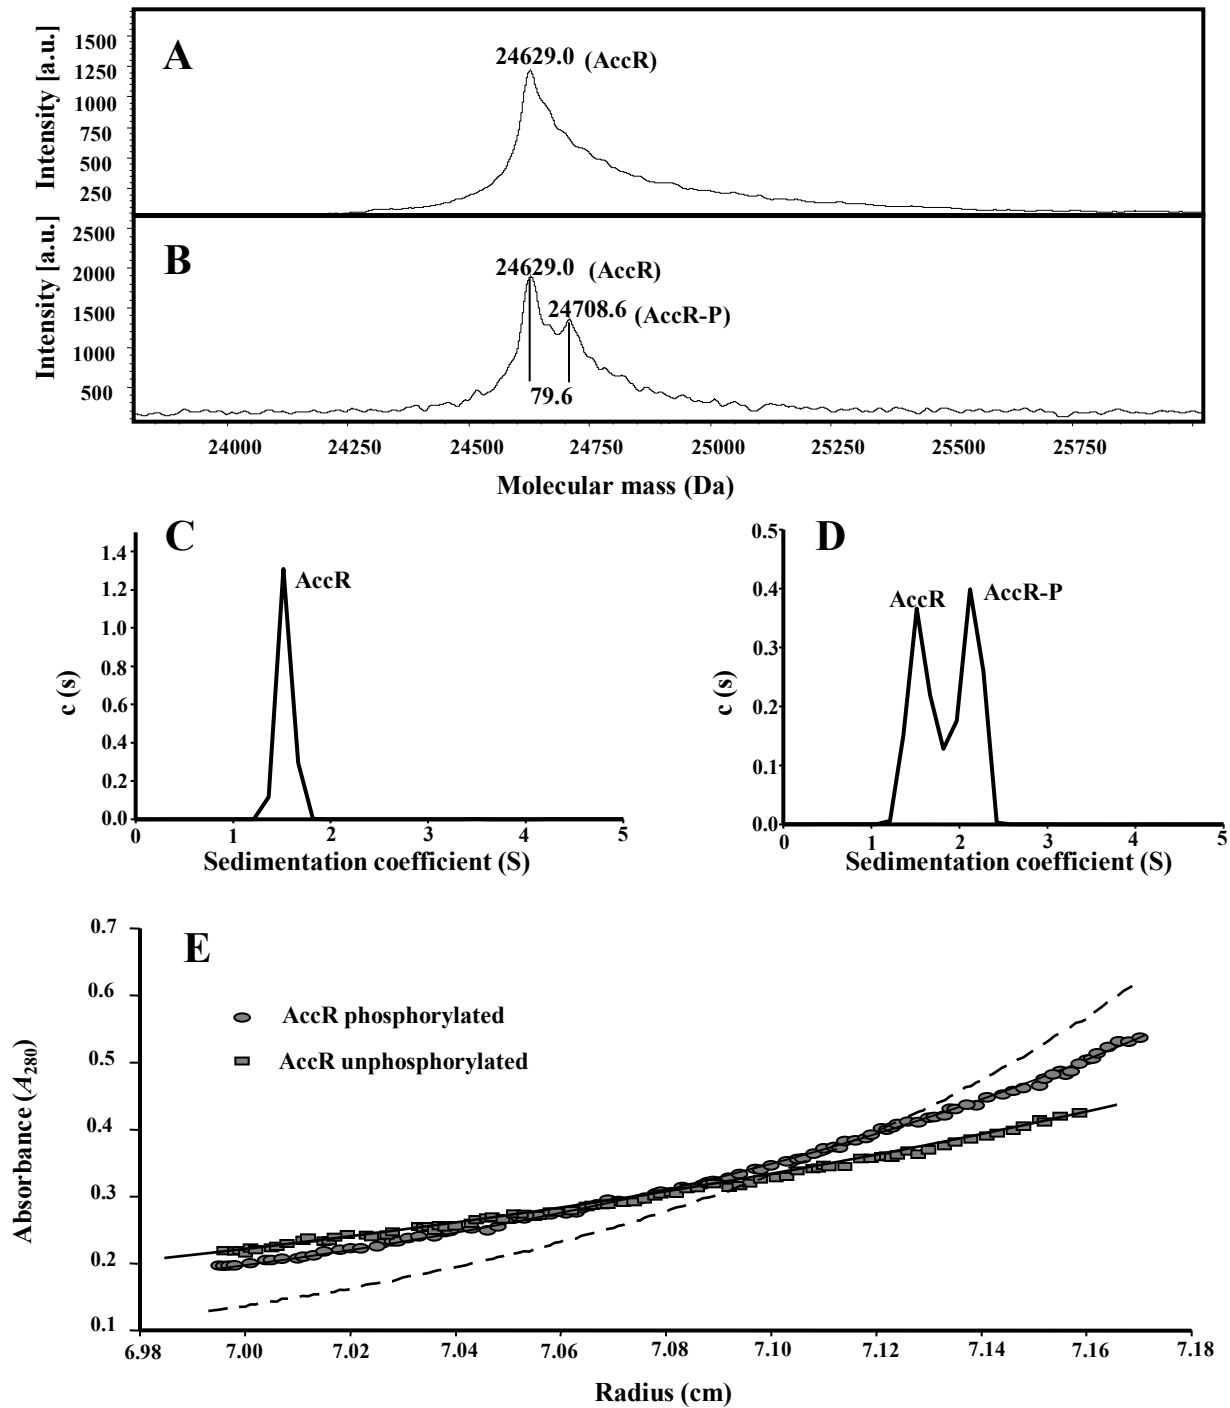 A
Intensity [a.u.]
1500
1250
1000
750
500
250
24629.0 (AccR)
B
Intensity [a.u.]
2500
2000
1500
1000
500
24629.0 (AccR)
24708.6 (AccR-P)
79.6
24000 24250 24500 24750 25000 25250 25500 25750
Molecular mass (Da)
C
c (s)
1.4
1.2
1.0
0.8
0.6
0.4
0.2
0.0
AccR
0 1 2 3 4 5
Sedimentation coefficient (S)
D
c (s)
0.5
0.4
0.3
0.2
0.1
0.0
AccR
AccR-P
0 1 2 3 4 5
Sedimentation coefficient (S)
E
Absorbance (A280)
0.7
0.6
0.5
0.4
0.3
0.2
0.1
AccR phosphorylated
AccR unphosphorylated
6.98 7.00 7.02 7.04 7.06 7.08 7.10 7.12 7.14 7.16 7.18
Radius (cm)